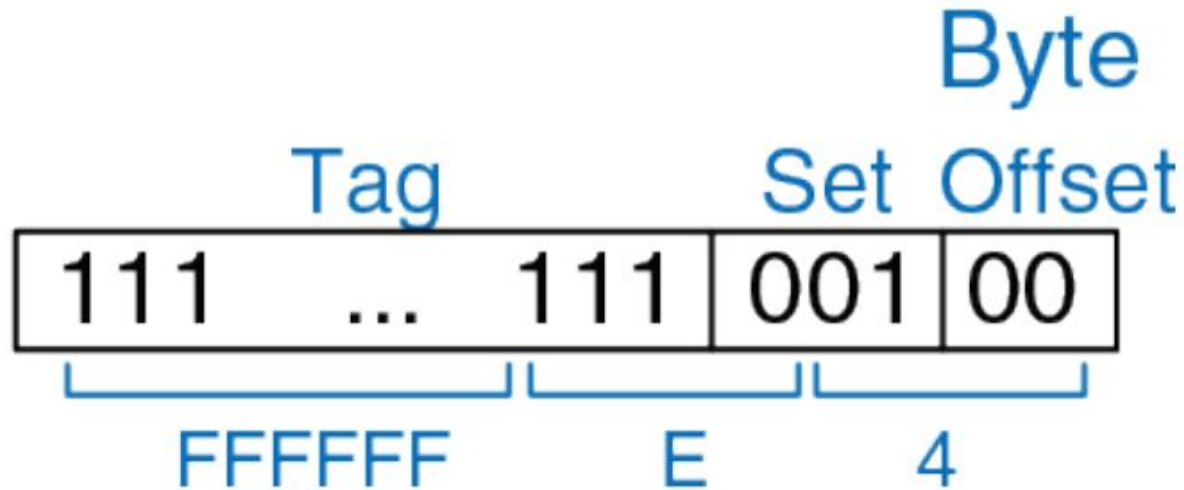 Byte
Tag Set Offset
111 ... 111 001 00
FFFFFF E 4